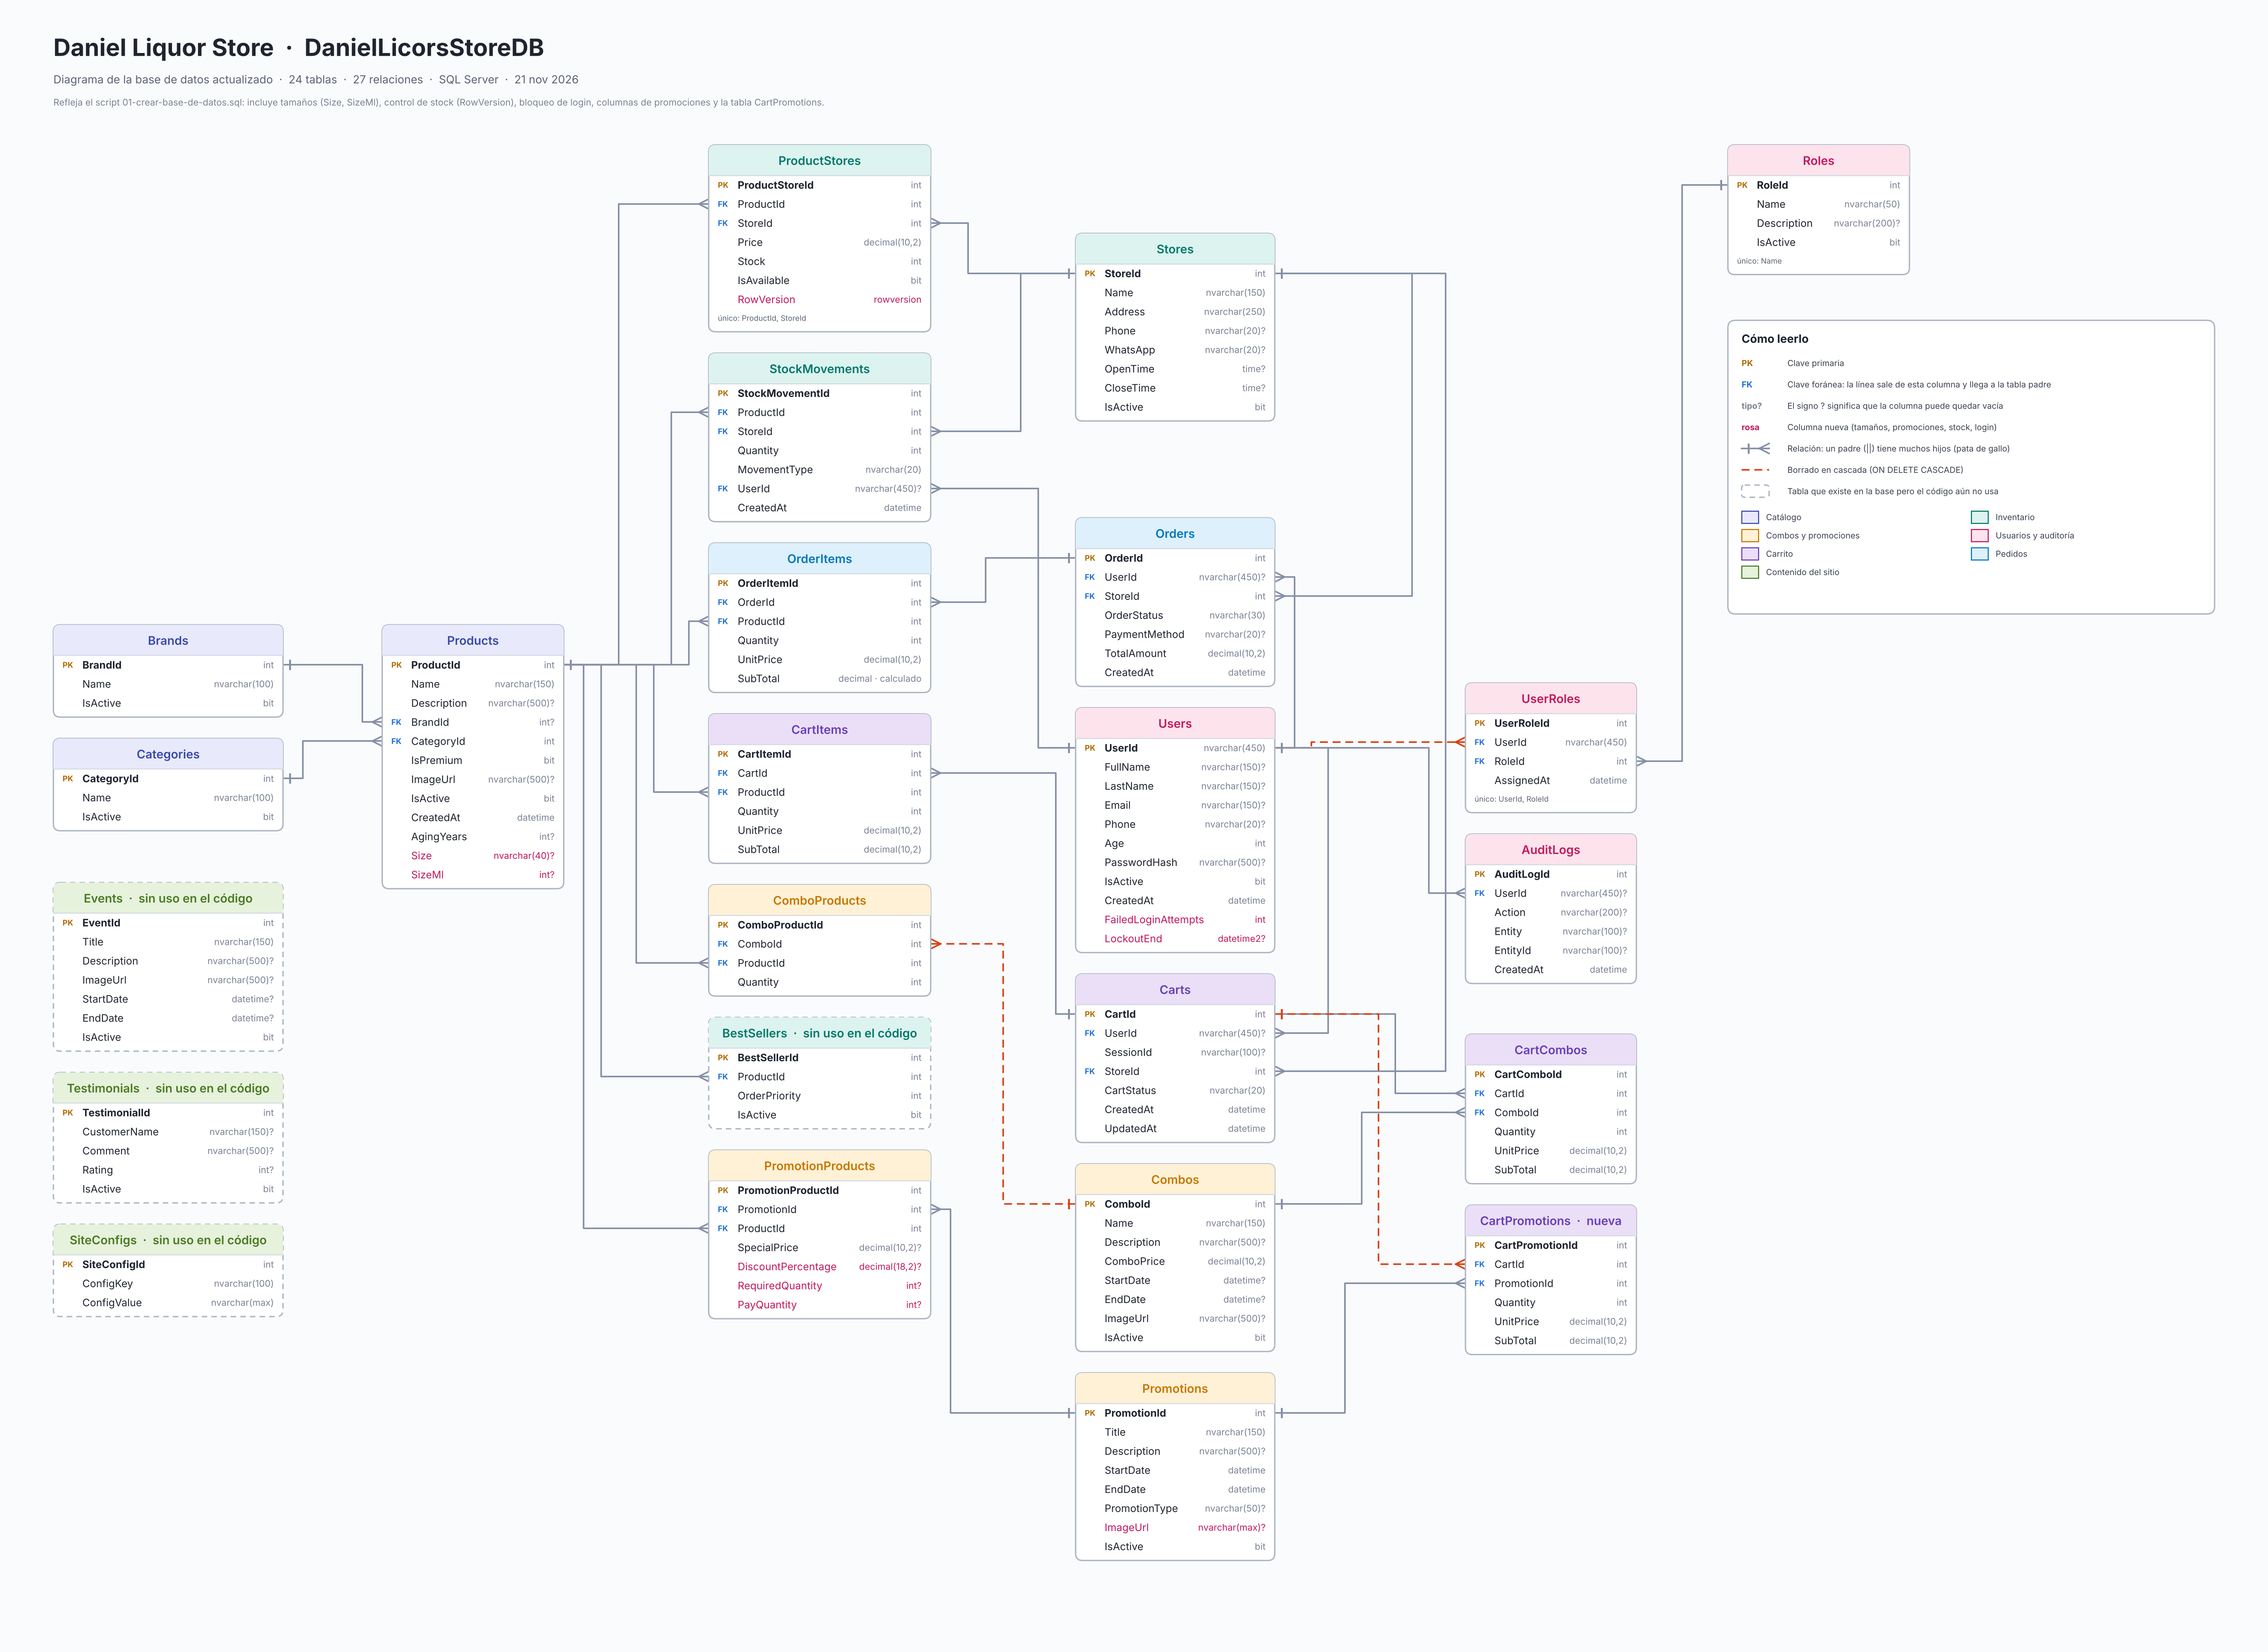 Daniel Liquor Store · DanielLicorsStoreDB
Diagrama de la base de datos actualizado · 24 tablas · 27 relaciones · SQL Server · 21 nov 2026
Refleja el script 01-crear-base-de-datos.sql: incluye tamaños (Size, SizeMl), control de stock (RowVersion), bloqueo de login, columnas de promociones y la tabla CartPromotions.
Brands
PK BrandId int
Name nvarchar(100)
IsActive bit
Categories
PK CategoryId int
Name nvarchar(100)
IsActive bit
Events · sin uso en el código
PK EventId int
Title nvarchar(150)
Description nvarchar(500)?
ImageUrl nvarchar(500)?
StartDate datetime?
EndDate datetime?
IsActive bit
Testimonials · sin uso en el código
PK TestimonialId int
CustomerName nvarchar(150)?
Comment nvarchar(500)?
Rating int?
IsActive bit
SiteConfigs · sin uso en el código
PK SiteConfigId int
ConfigKey nvarchar(100)
ConfigValue nvarchar(max)
Products
PK ProductId int
Name nvarchar(150)
Description nvarchar(500)?
FK BrandId int?
FK CategoryId int
IsPremium bit
ImageUrl nvarchar(500)?
IsActive bit
CreatedAt datetime
AgingYears int?
Size nvarchar(40)?
SizeMl int?
ProductStores
PK ProductStoreId int
FK ProductId int
FK StoreId int
Price decimal(10,2)
Stock int
IsAvailable bit
RowVersion rowversion
único: ProductId, StoreId
StockMovements
PK StockMovementId int
FK ProductId int
FK StoreId int
Quantity int
MovementType nvarchar(20)
FK UserId nvarchar(450)?
CreatedAt datetime
OrderItems
PK OrderItemId int
FK OrderId int
FK ProductId int
Quantity int
UnitPrice decimal(10,2)
SubTotal decimal · calculado
CartItems
PK CartItemId int
FK CartId int
FK ProductId int
Quantity int
UnitPrice decimal(10,2)
SubTotal decimal(10,2)
ComboProducts
PK ComboProductId int
FK ComboId int
FK ProductId int
Quantity int
BestSellers · sin uso en el código
PK BestSellerId int
FK ProductId int
OrderPriority int
IsActive bit
PromotionProducts
PK PromotionProductId int
FK PromotionId int
FK ProductId int
SpecialPrice decimal(10,2)?
DiscountPercentage decimal(18,2)?
RequiredQuantity int?
PayQuantity int?
Stores
PK StoreId int
Name nvarchar(150)
Address nvarchar(250)
Phone nvarchar(20)?
WhatsApp nvarchar(20)?
OpenTime time?
CloseTime time?
IsActive bit
Orders
PK OrderId int
FK UserId nvarchar(450)?
FK StoreId int
OrderStatus nvarchar(30)
PaymentMethod nvarchar(20)?
TotalAmount decimal(10,2)
CreatedAt datetime
Users
PK UserId nvarchar(450)
FullName nvarchar(150)?
LastName nvarchar(150)?
Email nvarchar(150)?
Phone nvarchar(20)?
Age int
PasswordHash nvarchar(500)?
IsActive bit
CreatedAt datetime
FailedLoginAttempts int
LockoutEnd datetime2?
Carts
PK CartId int
FK UserId nvarchar(450)?
SessionId nvarchar(100)?
FK StoreId int
CartStatus nvarchar(20)
CreatedAt datetime
UpdatedAt datetime
Combos
PK ComboId int
Name nvarchar(150)
Description nvarchar(500)?
ComboPrice decimal(10,2)
StartDate datetime?
EndDate datetime?
ImageUrl nvarchar(500)?
IsActive bit
Promotions
PK PromotionId int
Title nvarchar(150)
Description nvarchar(500)?
StartDate datetime
EndDate datetime
PromotionType nvarchar(50)?
ImageUrl nvarchar(max)?
IsActive bit
UserRoles
PK UserRoleId int
FK UserId nvarchar(450)
FK RoleId int
AssignedAt datetime
único: UserId, RoleId
AuditLogs
PK AuditLogId int
FK UserId nvarchar(450)?
Action nvarchar(200)?
Entity nvarchar(100)?
EntityId nvarchar(100)?
CreatedAt datetime
CartCombos
PK CartComboId int
FK CartId int
FK ComboId int
Quantity int
UnitPrice decimal(10,2)
SubTotal decimal(10,2)
CartPromotions · nueva
PK CartPromotionId int
FK CartId int
FK PromotionId int
Quantity int
UnitPrice decimal(10,2)
SubTotal decimal(10,2)
Roles
PK RoleId int
Name nvarchar(50)
Description nvarchar(200)?
IsActive bit
único: Name
Cómo leerlo
PK Clave primaria
FK Clave foránea: la línea sale de esta columna y llega a la tabla padre
tipo? El signo ? significa que la columna puede quedar vacía
rosa Columna nueva (tamaños, promociones, stock, login)
Relación: un padre (||) tiene muchos hijos (pata de gallo)
Borrado en cascada (ON DELETE CASCADE)
Tabla que existe en la base pero el código aún no usa
Catálogo Inventario
Combos y promociones Usuarios y auditoría
Carrito Pedidos
Contenido del sitio